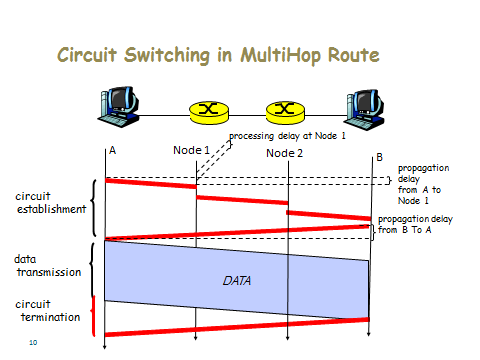 Circuit Switching in MultiHop Route
processing delay at Node 1
A
Node 1
Node 2
B
propagation
delay
from A to
Node 1
circuit
establishment
propagation delay
from B To A
data
transmission
DATA
circuit
termination
10